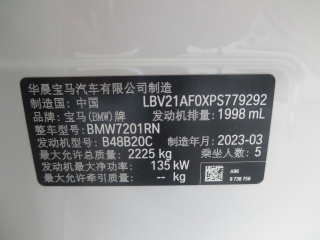 华晨宝马汽车有限公司制造
制造国: 中国 LBV21AF0XPS779292
品牌: 宝马(BMW)牌 发动机排量: 1998 mL
整车型号: BMW7201RN
发动机型号: B48B20C 制造年月: 2023-03
最大允许总质量: 2225 kg 乘坐人数: 5
发动机最大净功率: 135 kW
最大允许牵引质量: -- kg
A96
8 738 756